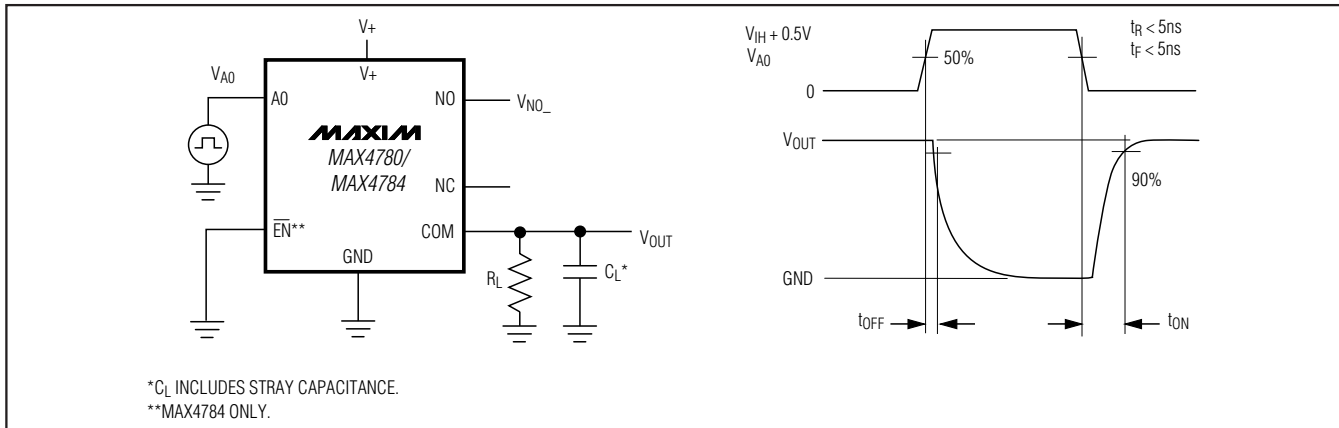 V+
V+
VA0
A0
NO
VNO_
MAXIM
MAX4780/
MAX4784
NC
EN**
COM
VOUT
GND
RL
CL*
*CL INCLUDES STRAY CAPACITANCE.
**MAX4784 ONLY.
VIH + 0.5V
VA0
0
50%
tR < 5ns
tF < 5ns
VOUT
90%
GND
tOFF
tON